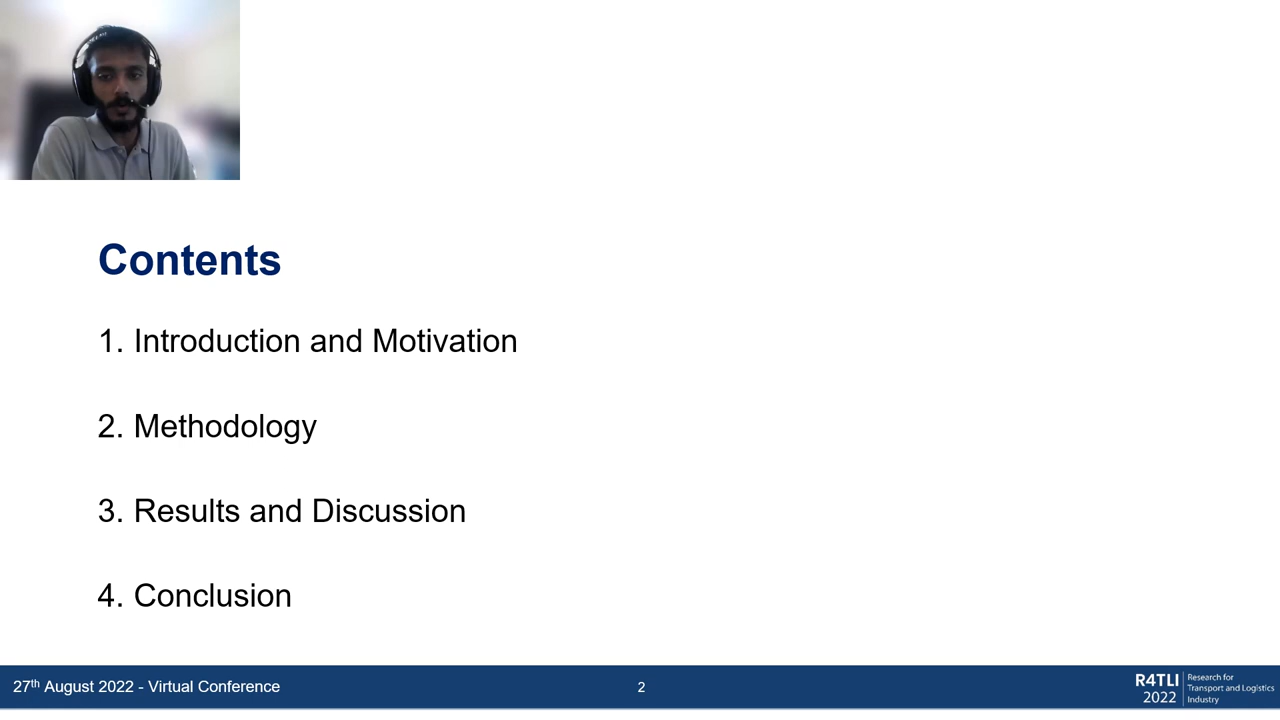 Contents
1. Introduction and Motivation
2. Methodology
3. Results and Discussion
4. Conclusion
27th August 2022 - Virtual Conference
2
R4TLI
2022
Research for
Transport and Logistics
Industry